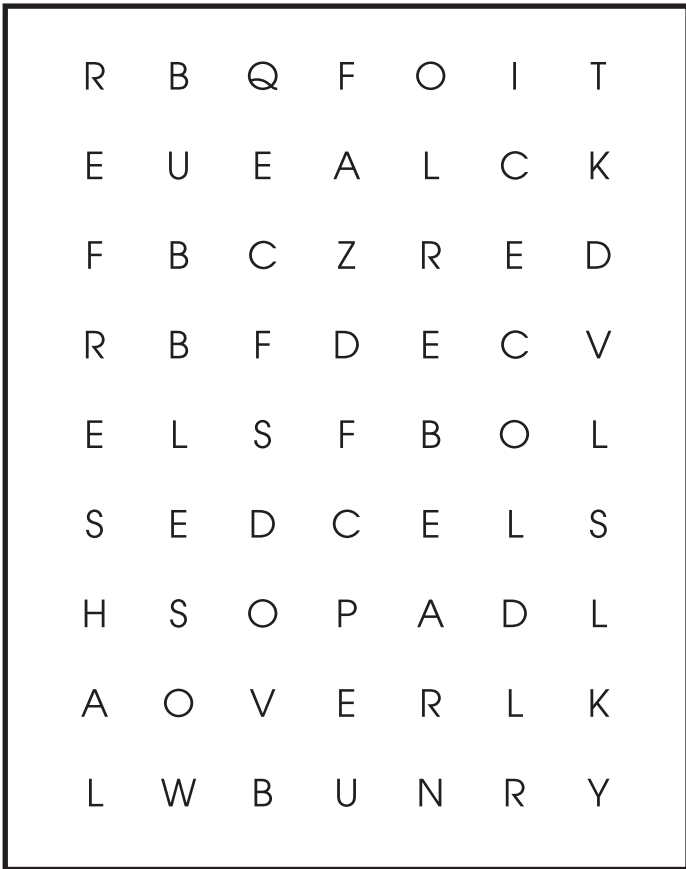 R B Q F O I T
E U E A L C K
F B C Z R E D
R B F D E C V
E L S F B O L
S E D C E L S
H S O P A D L
A O V E R L K
L W B U N R Y